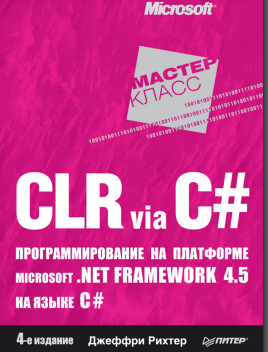 Microsoft®
МАСТЕР
КЛАСС
CLR via C#
ПРОГРАММИРОВАНИЕ НА ПЛАТФОРМЕ
MICROSOFT .NET FRAMEWORK 4.5
НА ЯЗЫКЕ C#
4-е издание
Джеффри Рихтер
ПИТЕР®